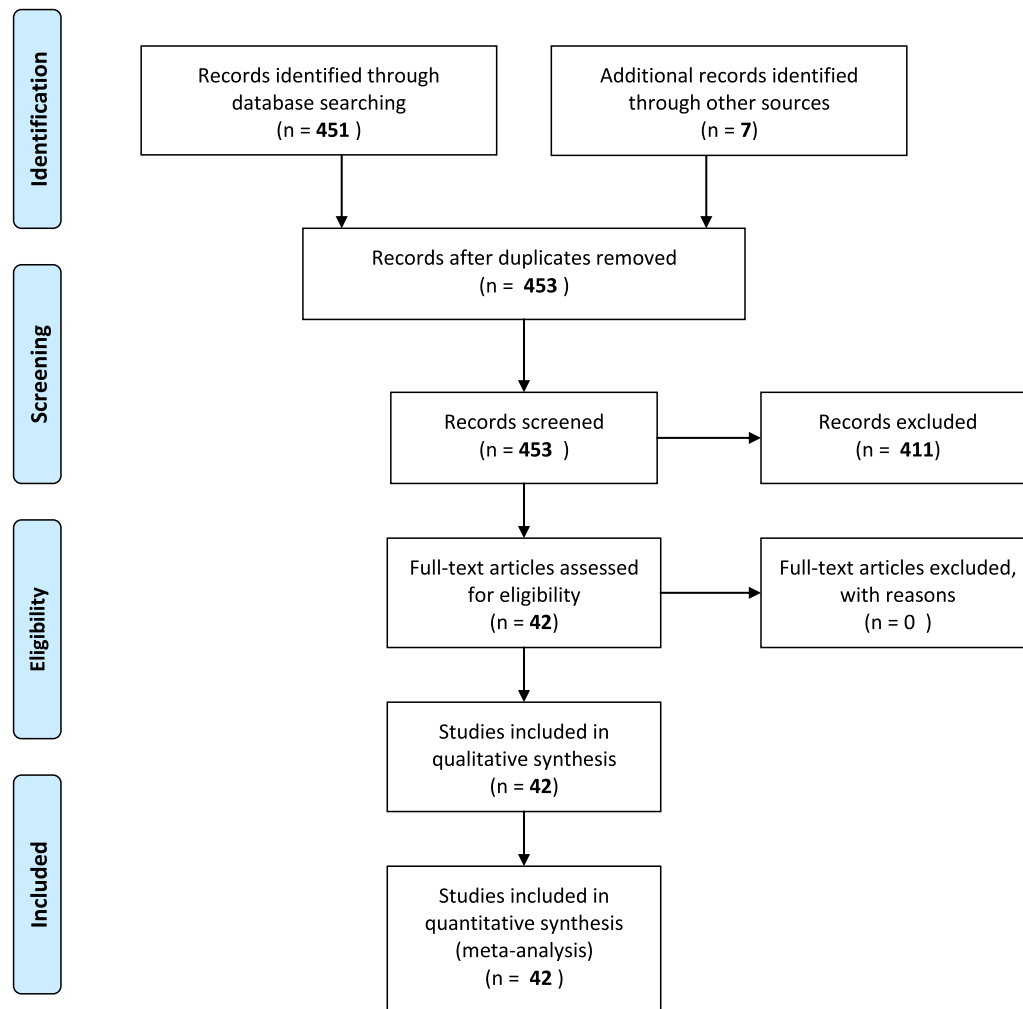 Identification
Records identified through
database searching
(n = 451 )
Additional records identified
through other sources
(n = 7)
Records after duplicates removed
(n = 453 )
Screening
Records screened
(n = 453 )
Records excluded
(n = 411)
Eligibility
Full-text articles assessed
for eligibility
(n = 42)
Full-text articles excluded,
with reasons
(n = 0 )
Studies included in
qualitative synthesis
(n = 42)
Included
Studies included in
quantitative synthesis
(meta-analysis)
(n = 42 )